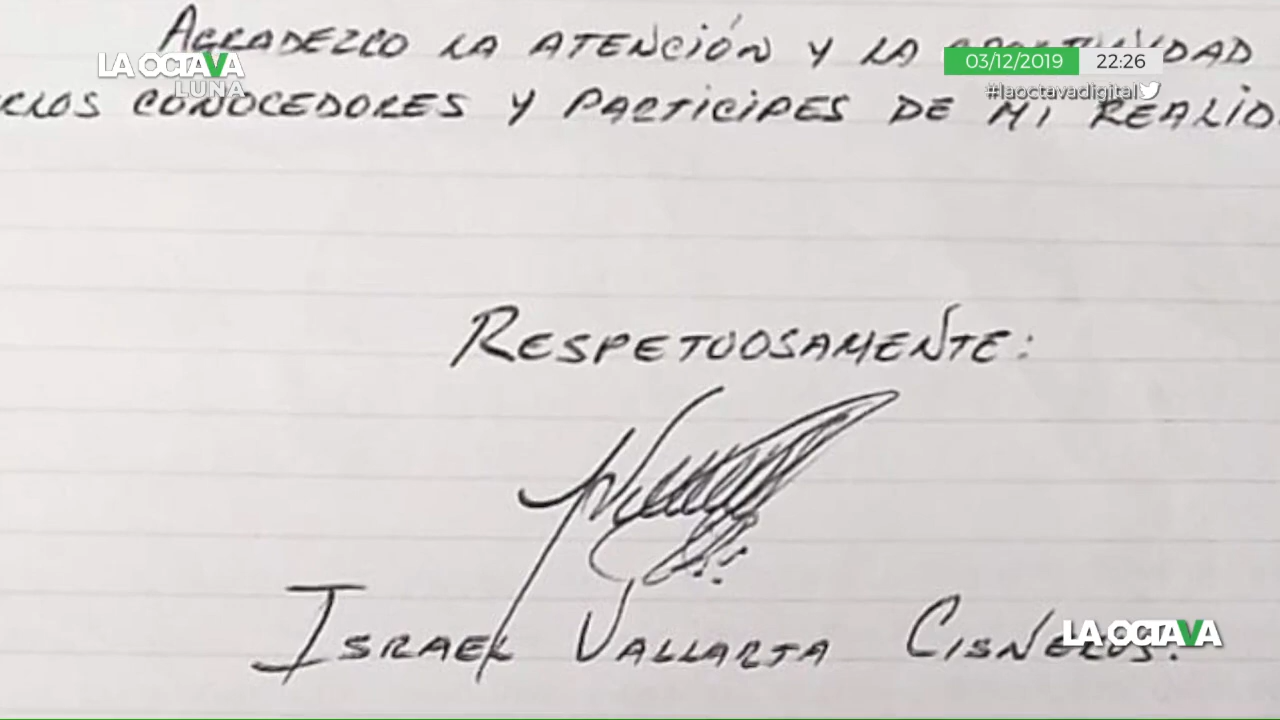 AGRADEZCO LA ATENCIÓN Y LA OPORTUNIDAD
CONOCEDORES Y PARTICIPES DE MI
LA OCTAVA
LUNA
03/12/2019 22:26
#laoctavadigital
RESPETUOSAMENTE:
ISRAEL VALLARTA CISNEROS.
LA OCTAVA